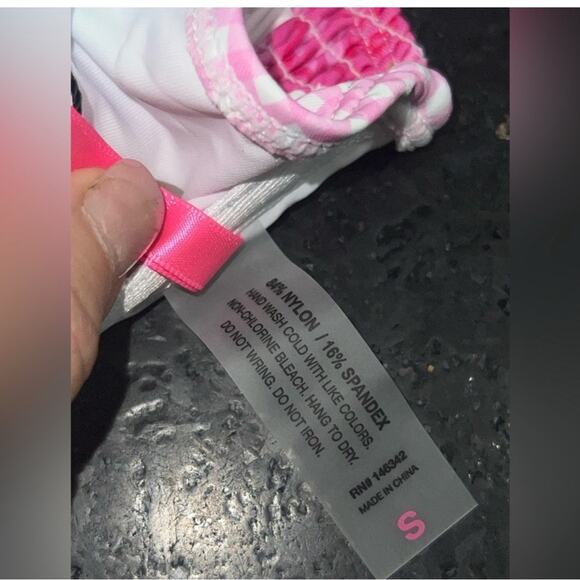 84% NYLON / 16% SPANDEX
HAND WASH COLD WITH LIKE COLORS.
NON-CHLORINE BLEACH. HANG TO DRY.
DO NOT WRING. DO NOT IRON.
RN# 146342
MADE IN CHINA
S